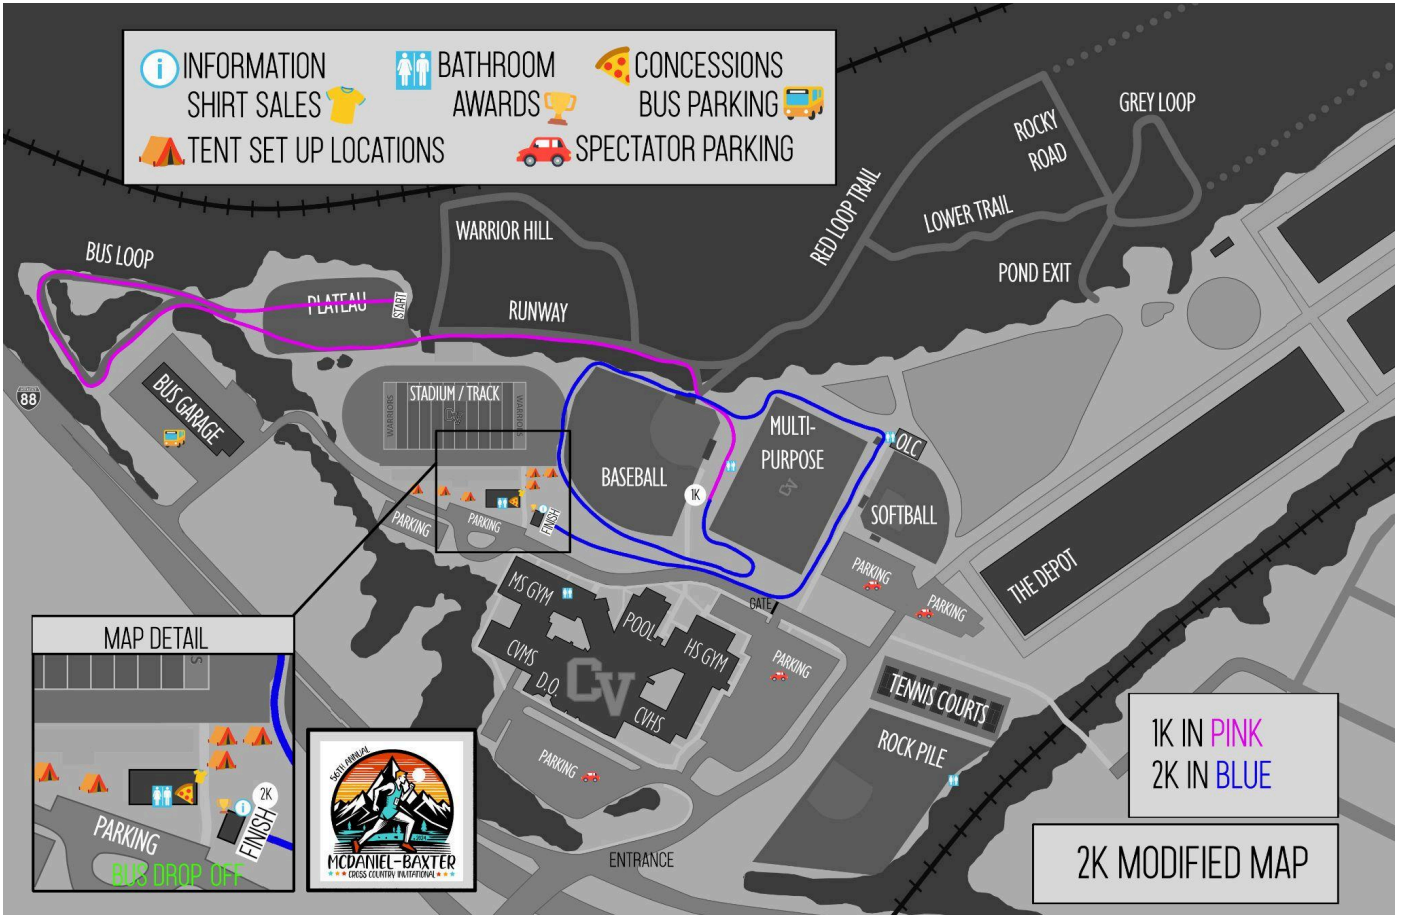 INFORMATION
BATHROOM
CONCESSIONS
SHIRT SALES
AWARDS
BUS PARKING
TENT SET UP LOCATIONS
SPECTATOR PARKING
GREY LOOP
ROCKY
ROAD
RED LOOP TRAIL
LOWER TRAIL
WARRIOR HILL
BUS LOOP
POND EXIT
PLATEAU
START
RUNWAY
88
BUS GARAGE
STADIUM / TRACK
WARRIORS
WARRIORS
MULTI-
PURPOSE
CV
OLC
BASEBALL
1K
SOFTBALL
PARKING
PARKING
FINISH
MS GYM
POOL
HS GYM
GATE
PARKING
PARKING
THE DEPOT
CVMS
D.O.
CV
CVHS
PARKING
TENNIS COURTS
ROCK PILE
PARKING
ENTRANCE
MAP DETAIL
S
2K
FINISH
PARKING
BUS DROP OFF
56TH ANNUAL
2024
MCDANIEL-BAXTER
CROSS COUNTRY INVITATIONAL
1K IN PINK
2K IN BLUE
2K MODIFIED MAP